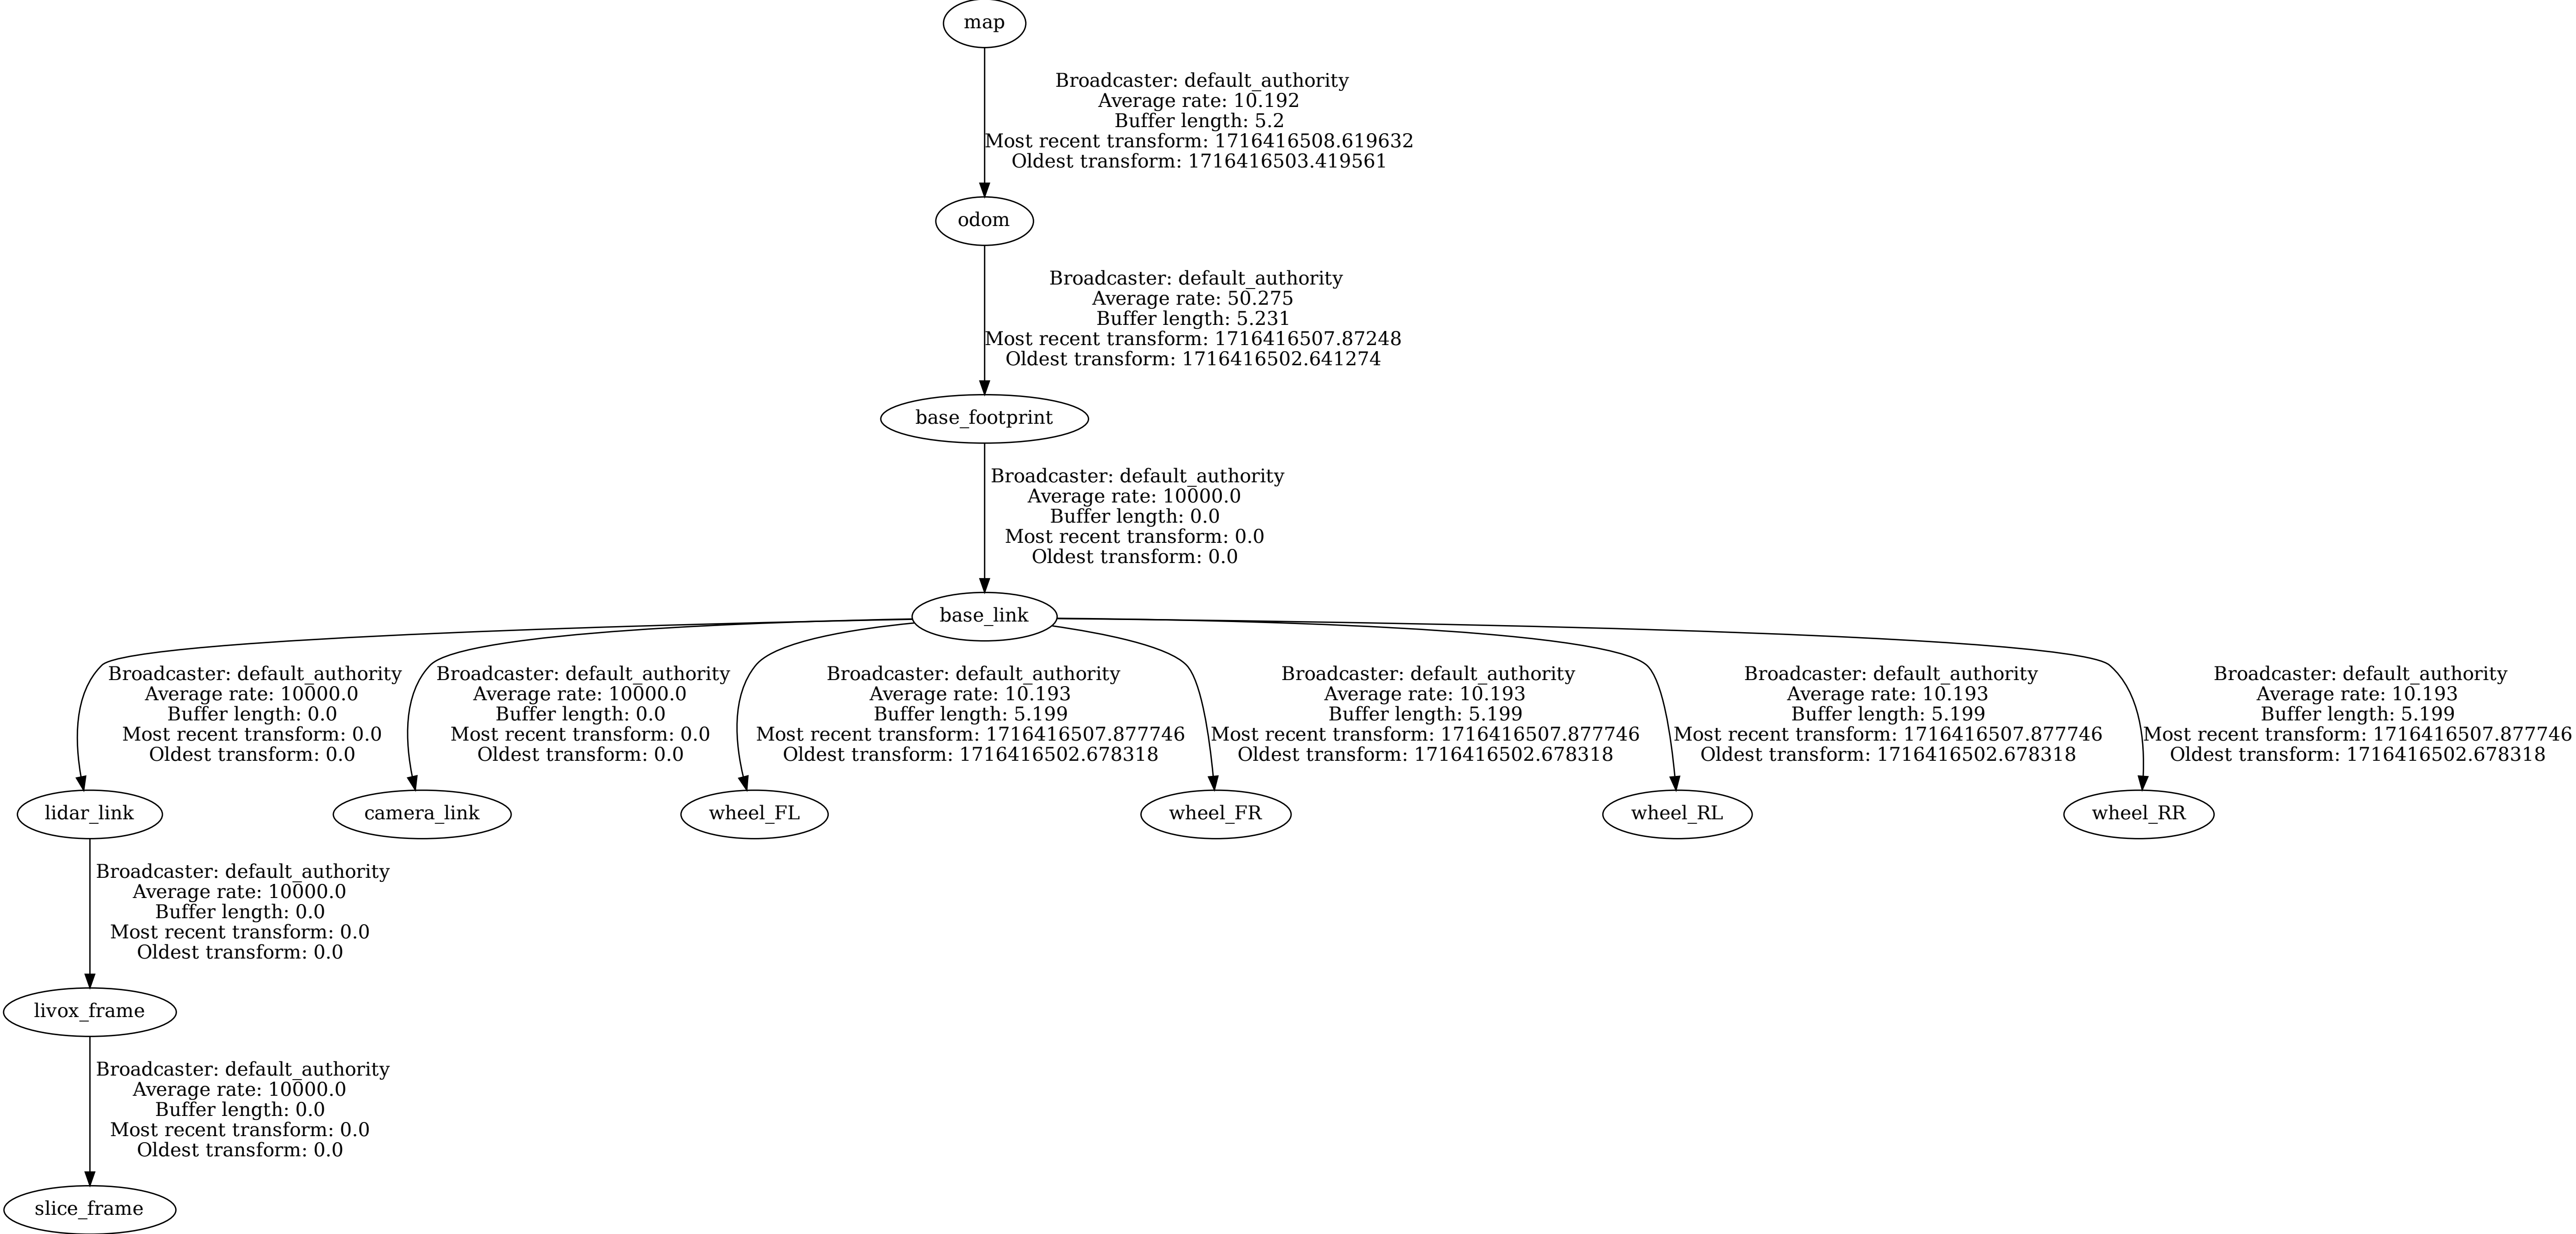 map
Broadcaster: default_authority
Average rate: 10.192
Buffer length: 5.2
Most recent transform: 1716416508.619632
Oldest transform: 1716416503.419561
odom
Broadcaster: default_authority
Average rate: 50.275
Buffer length: 5.231
Most recent transform: 1716416507.87248
Oldest transform: 1716416502.641274
base_footprint
Broadcaster: default_authority
Average rate: 10000.0
Buffer length: 0.0
Most recent transform: 0.0
Oldest transform: 0.0
base_link
Broadcaster: default_authority
Average rate: 10000.0
Buffer length: 0.0
Most recent transform: 0.0
Oldest transform: 0.0
Broadcaster: default_authority
Average rate: 10000.0
Buffer length: 0.0
Most recent transform: 0.0
Oldest transform: 0.0
Broadcaster: default_authority
Average rate: 10.193
Buffer length: 5.199
Most recent transform: 1716416507.877746
Oldest transform: 1716416502.678318
Broadcaster: default_authority
Average rate: 10.193
Buffer length: 5.199
Most recent transform: 1716416507.877746
Oldest transform: 1716416502.678318
Broadcaster: default_authority
Average rate: 10.193
Buffer length: 5.199
Most recent transform: 1716416507.877746
Oldest transform: 1716416502.678318
Broadcaster: default_authority
Average rate: 10.193
Buffer length: 5.199
Most recent transform: 1716416507.877746
Oldest transform: 1716416502.678318
lidar_link
camera_link
wheel_FL
wheel_FR
wheel_RL
wheel_RR
Broadcaster: default_authority
Average rate: 10000.0
Buffer length: 0.0
Most recent transform: 0.0
Oldest transform: 0.0
livox_frame
Broadcaster: default_authority
Average rate: 10000.0
Buffer length: 0.0
Most recent transform: 0.0
Oldest transform: 0.0
slice_frame